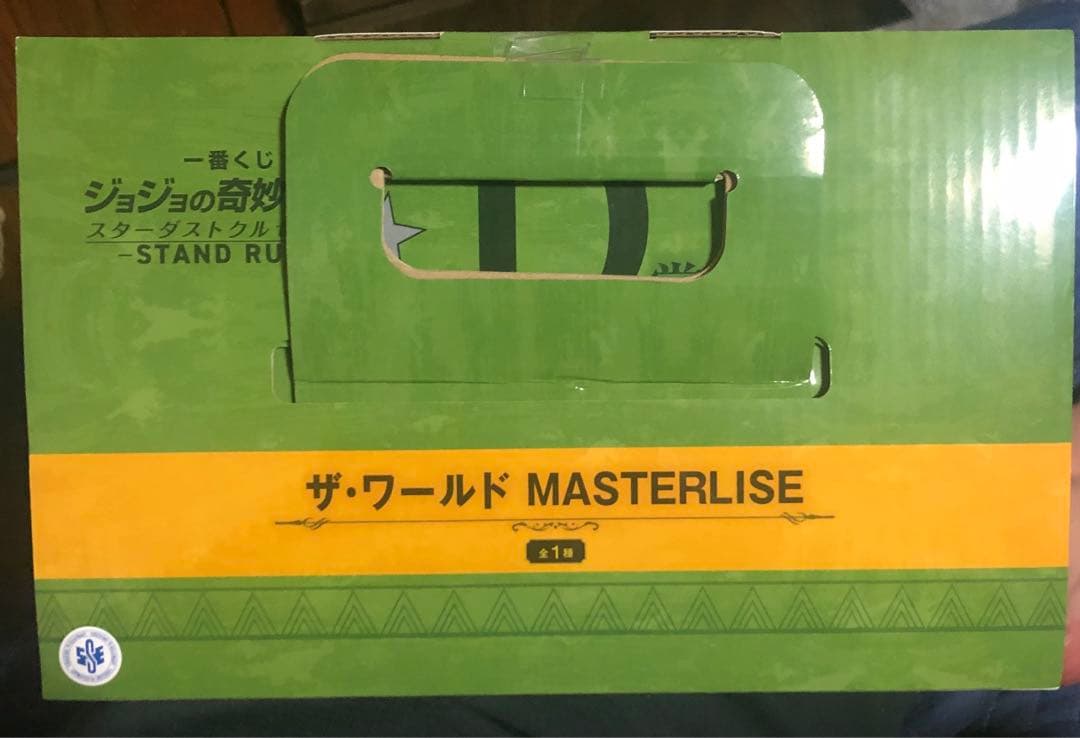 一番くじ
ジョジョの奇妙
スターダストクル
-STAND RU
D
ザ・ワールド MASTERLISE
全1種